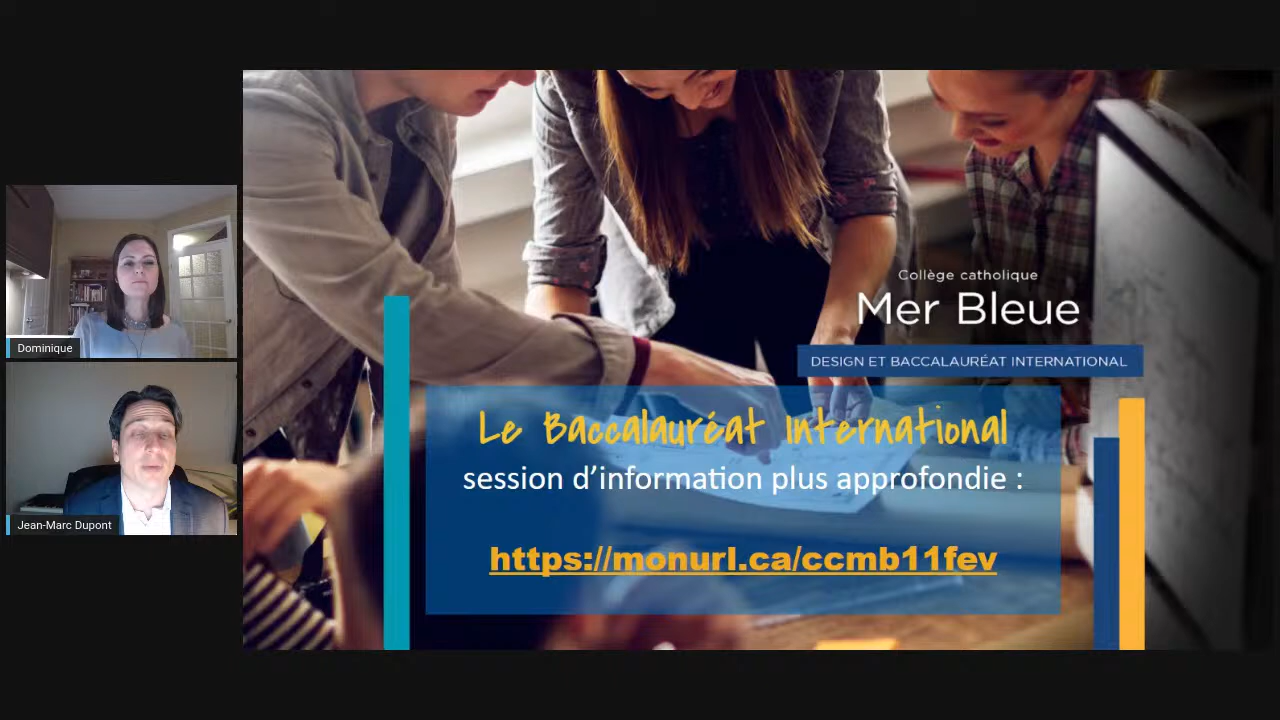 Dominique
Jean-Marc Dupont
Collège catholique
Mer Bleue
DESIGN ET BACCALAURÉAT INTERNATIONAL
Le Baccalauréat International
session d'information plus approfondie :
https://monurl.ca/ccmb11fev